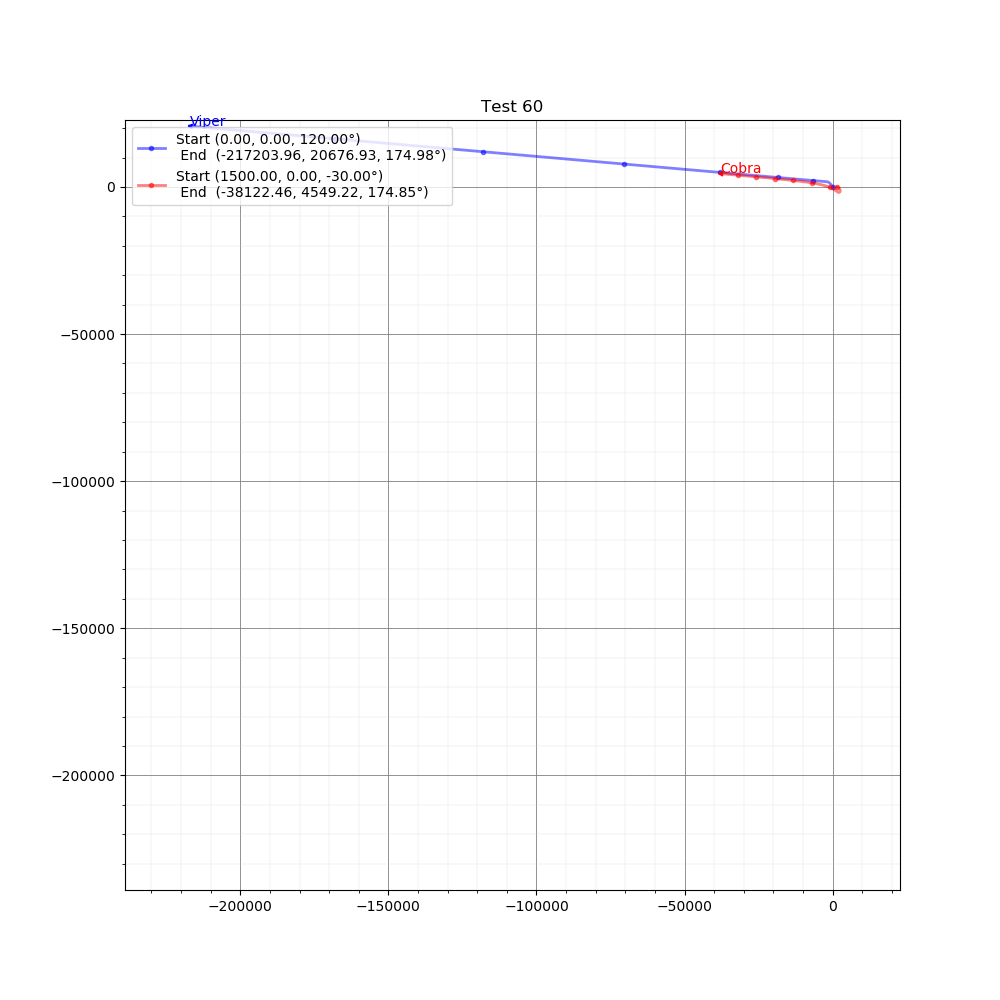 Test 60
Viper
Start (0.00, 0.00, 120.00°)
End (-217203.96, 20676.93, 174.98°)
Start (1500.00, 0.00, -30.00°)
End (-38122.46, 4549.22, 174.85°)
Cobra
0
−50000
−100000
−150000
−200000
−200000 −150000 −100000 −50000 0